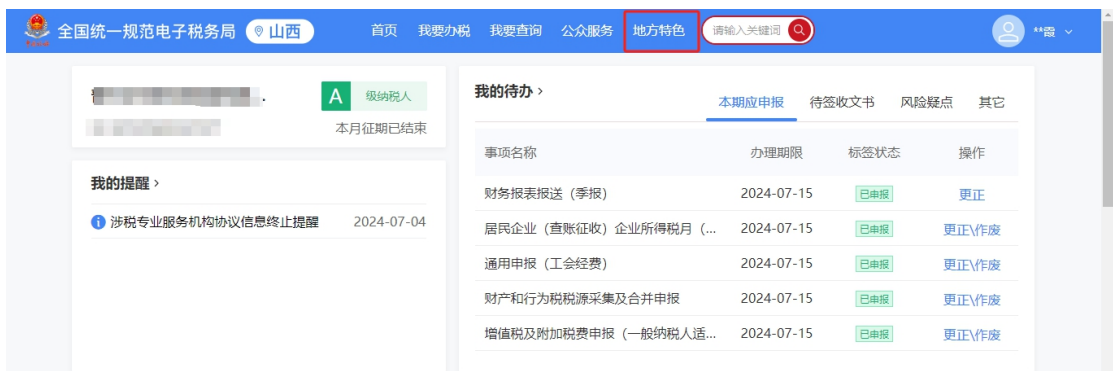 全国统一规范电子税务局 山西 首页 我要办税 我要查询 公众服务 地方特色 请输入关键词 **霞
A 级纳税人
本月征期已结束
我的提醒 ›
涉税专业服务机构协议信息终止提醒 2024-07-04
我的待办 › 本期应申报 待签收文书 风险疑点 其它
事项名称 办理期限 标签状态 操作
财务报表报送（季报） 2024-07-15 已申报 更正
居民企业（查账征收）企业所得税月（... 2024-07-15 已申报 更正\作废
通用申报（工会经费） 2024-07-15 已申报 更正\作废
财产和行为税税源采集及合并申报 2024-07-15 已申报 更正\作废
增值税及附加税费申报（一般纳税人适... 2024-07-15 已申报 更正\作废